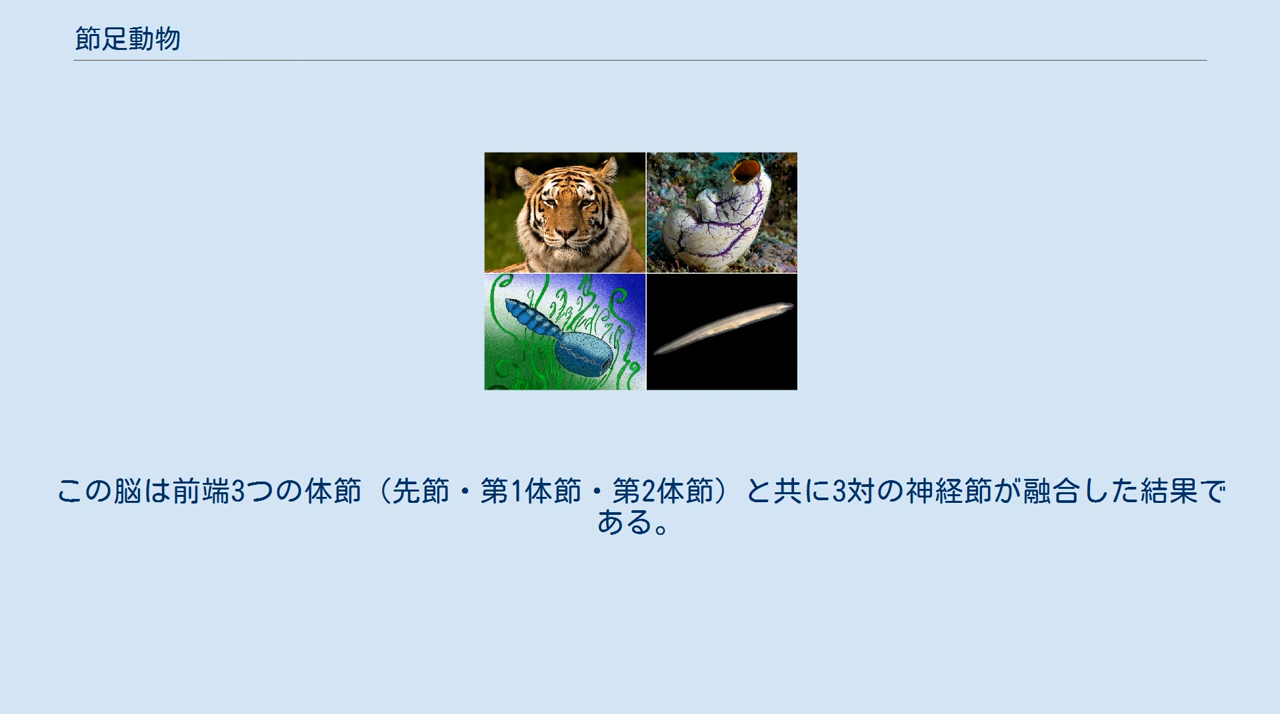 節足動物
この脳は前端3つの体節（先節・第1体節・第2体節）と共に3対の神経節が融合した結果で
ある。